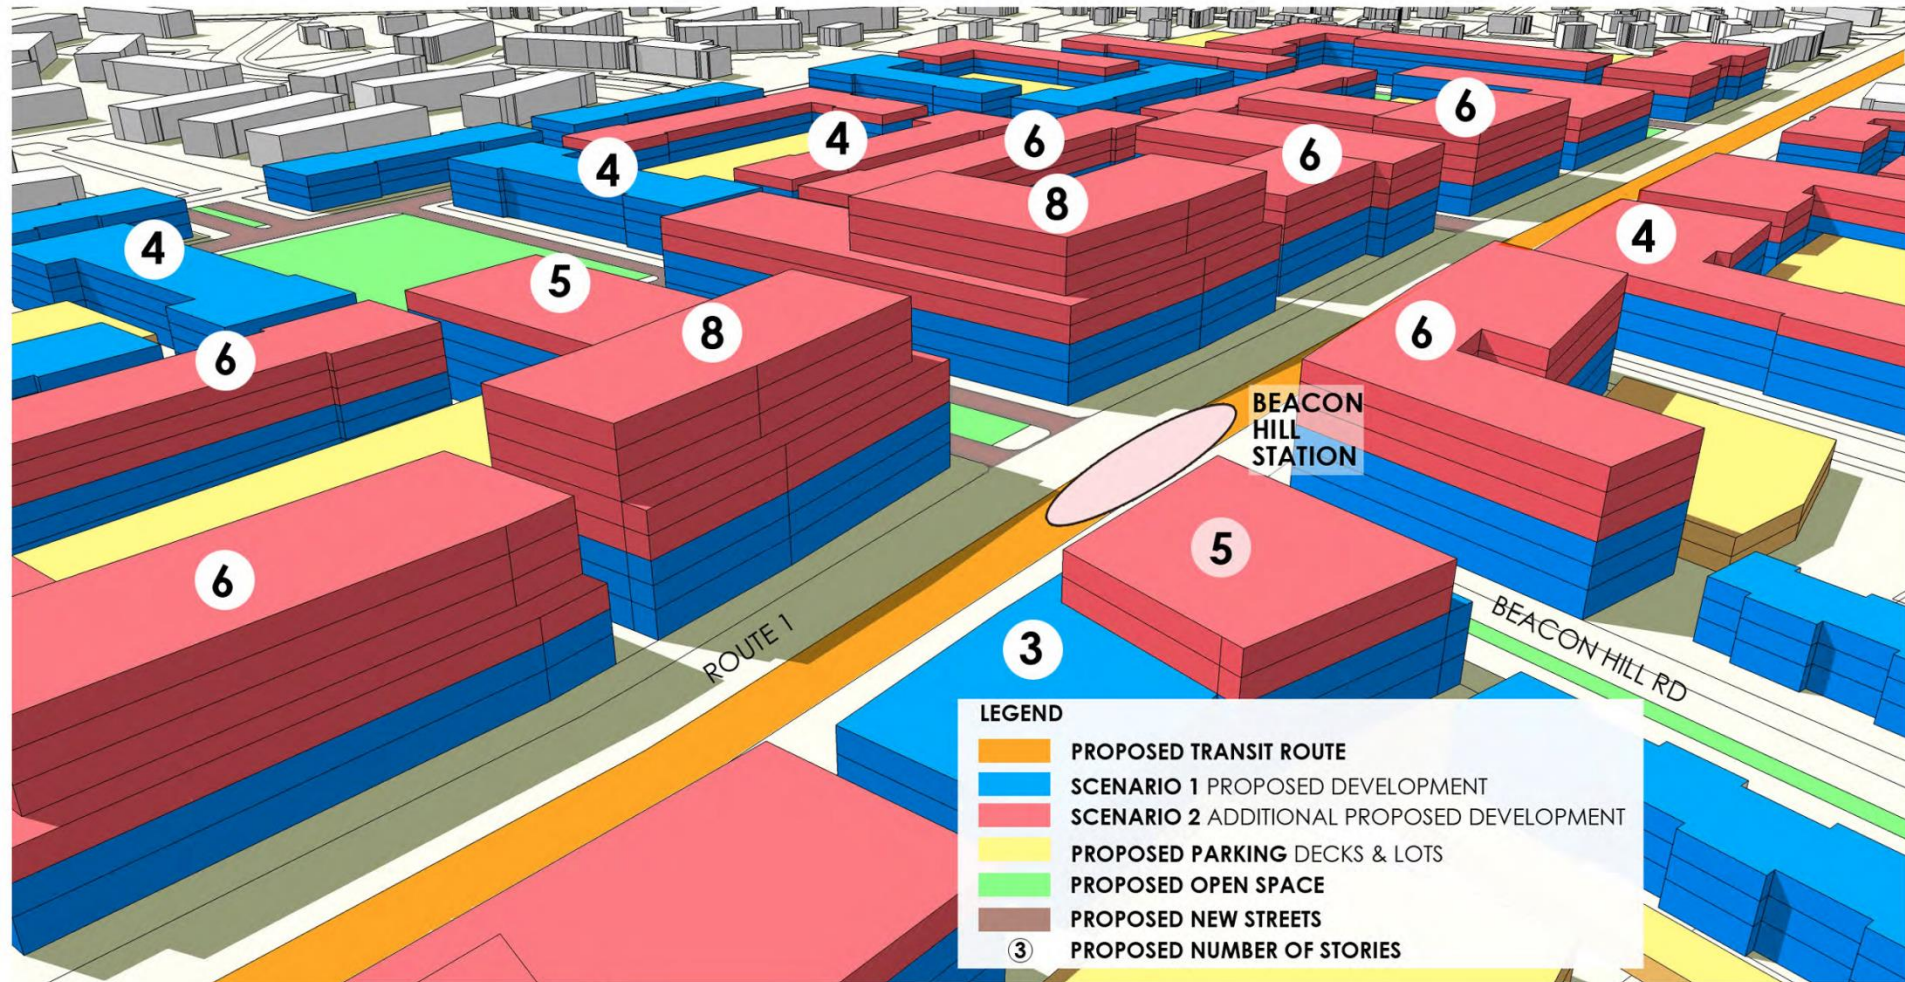 6
4
6
4
6
4
8
4
4
5
8
6
6
BEACON
HILL
STATION
5
6
3
ROUTE 1
BEACON HILL RD
LEGEND
PROPOSED TRANSIT ROUTE
SCENARIO 1 PROPOSED DEVELOPMENT
SCENARIO 2 ADDITIONAL PROPOSED DEVELOPMENT
PROPOSED PARKING DECKS & LOTS
PROPOSED OPEN SPACE
PROPOSED NEW STREETS
3 PROPOSED NUMBER OF STORIES